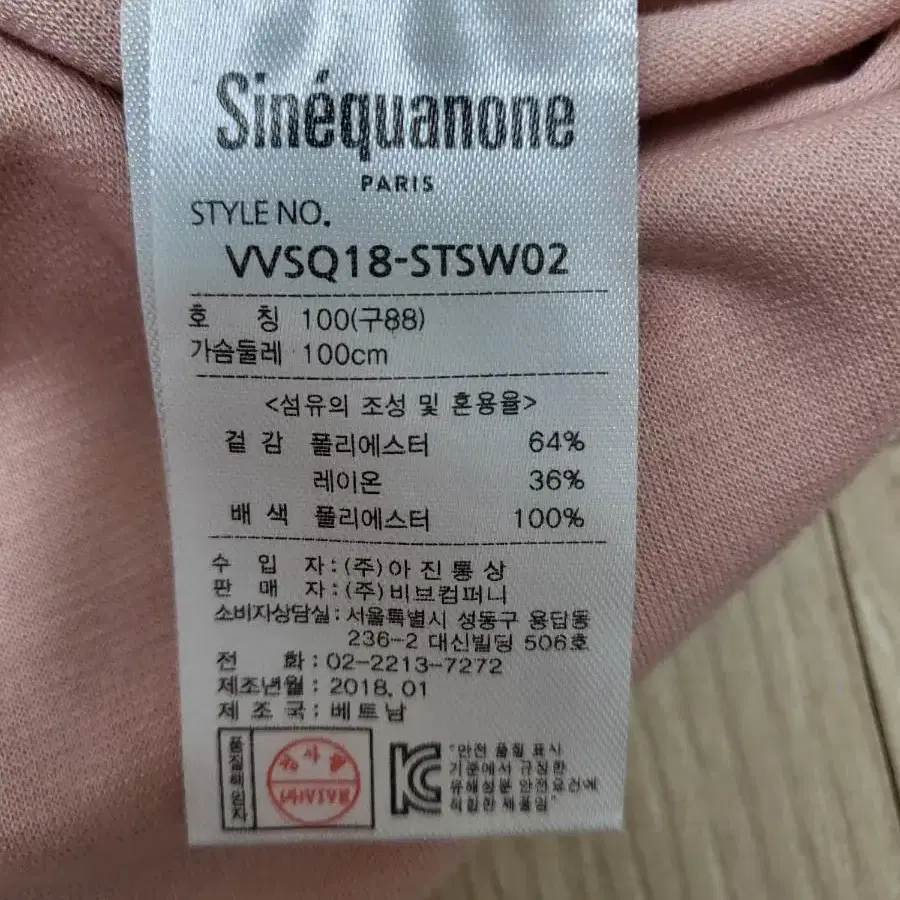 Sinéquanone
PARIS
STYLE NO.
VVSQ18-STSW02
호 칭 100(구88)
가슴둘레 100cm
<섬유의 조성 및 혼용율>
겉 감 폴리에스터 64%
레이온 36%
배 색 폴리에스터 100%
수 입 자 : (주)아진통상
판 매 자 : (주)비브컴퍼니
소비자상담실 : 서울특별시 성동구 용답동
236-2 대신빌딩 506호
전 화 : 02-2213-7272
제조년월 : 2018.01
제 조 국 : 베트남
품질책임자
"안전 품질 표시
기준에서 규정한
유해성분 안전요건에
적합한 제품임"